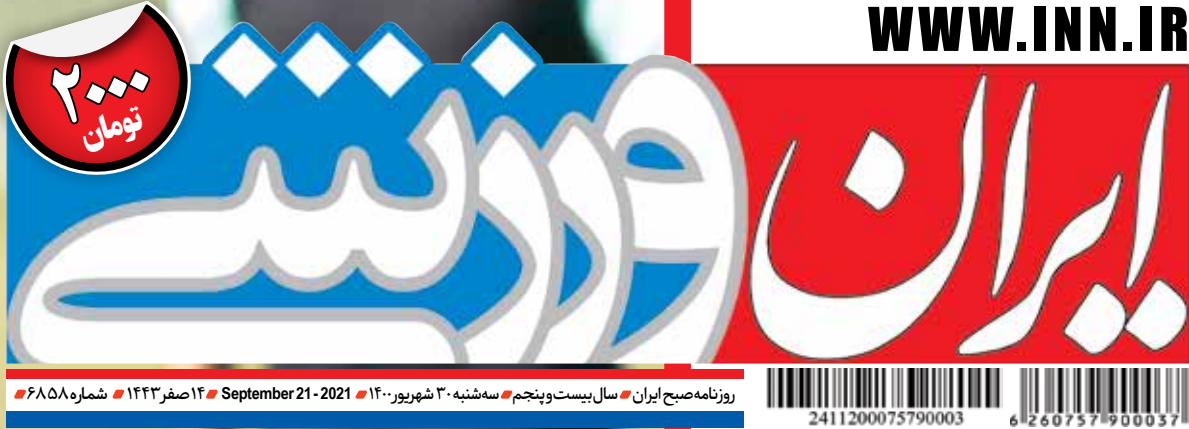 WWW.INN.IR
ایران ورزشی
۲۰۰۰
تومان
روزنامه صبح ایران سال بیست و پنجم سه شنبه ۳۰ شهریور ۱۴۰۰ September 21 - 2021 ۱۴ صفر ۱۴۴۳ شماره ۶۸۵۸
2411200075790003
6 260757 900037